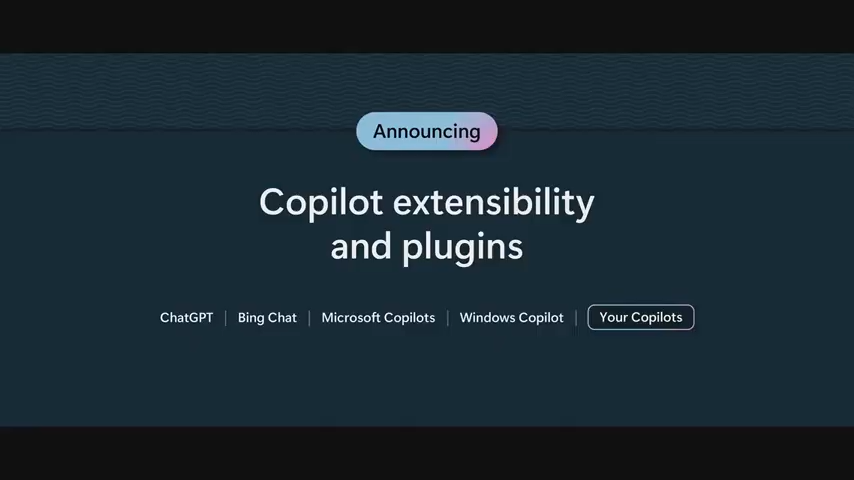 Announcing
Copilot extensibility
and plugins
ChatGPT | Bing Chat | Microsoft Copilots | Windows Copilot | Your Copilots